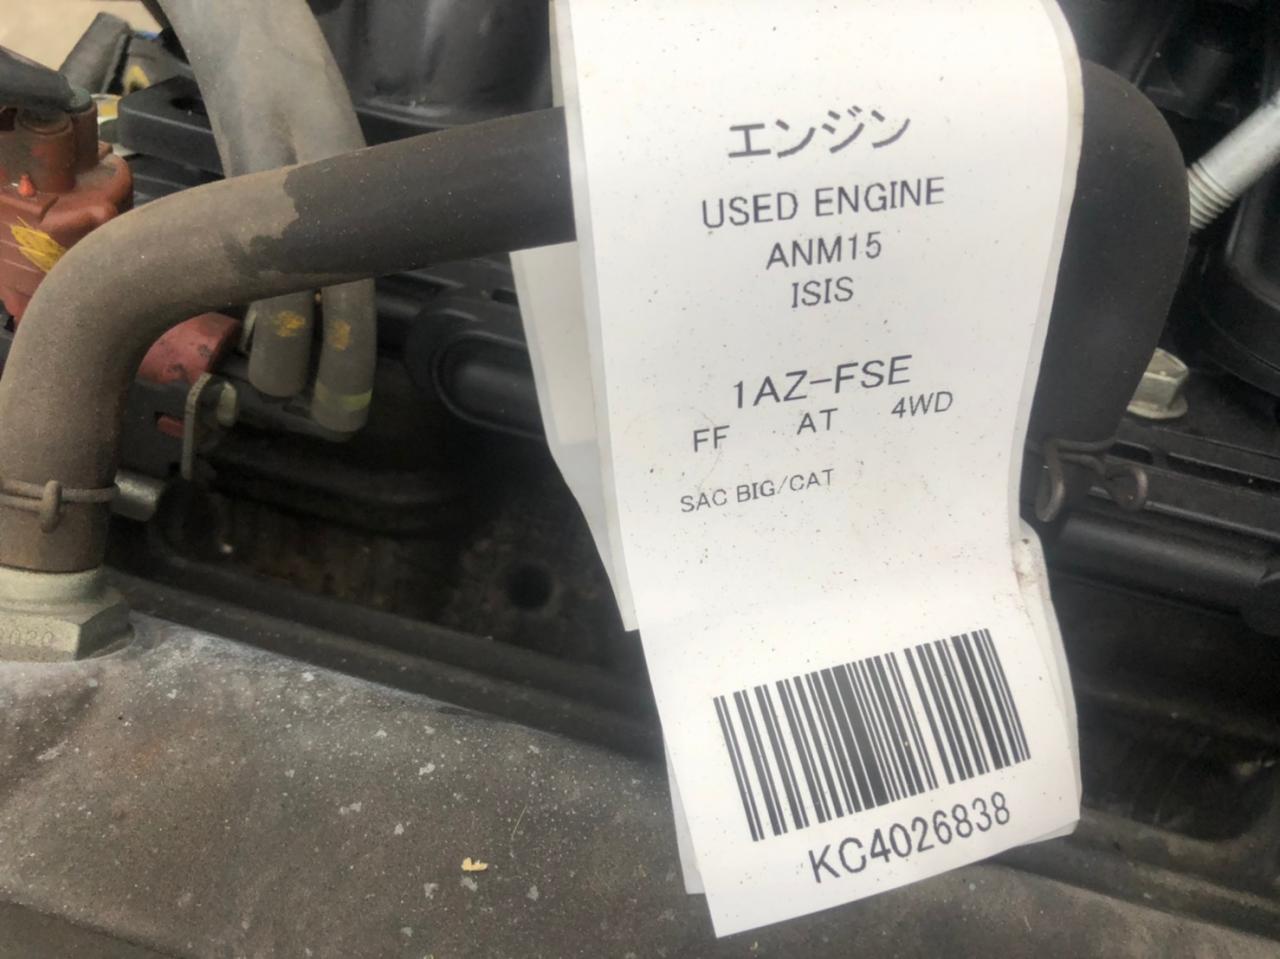 エンジン
USED ENGINE
ANM15
ISIS
1AZ-FSE
FF AT 4WD
SAC BIG/CAT
KC4026838